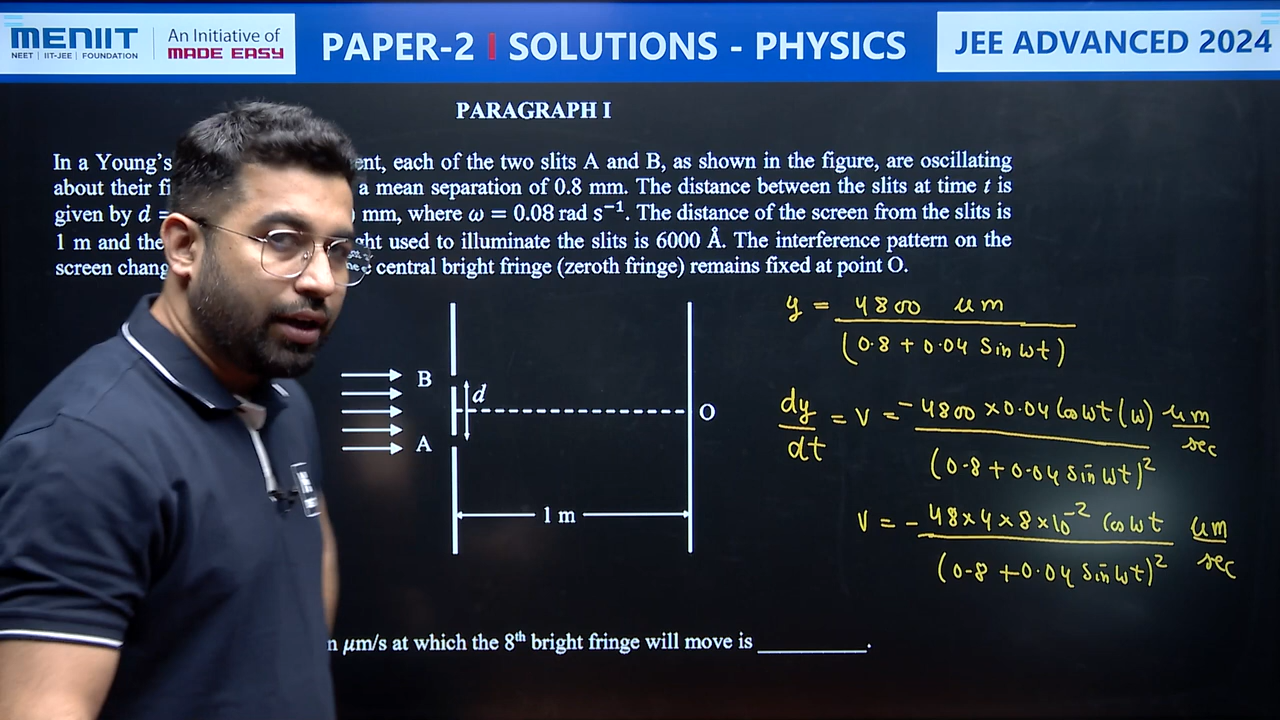 MENIIT
NEET | IIT-JEE | FOUNDATION
An Initiative of
MADE EASY
PAPER-2 | SOLUTIONS - PHYSICS
JEE ADVANCED 2024
PARAGRAPH I
In a Young's ent, each of the two slits A and B, as shown in the figure, are oscillating
about their fi a mean separation of 0.8 mm. The distance between the slits at time t is
given by d = mm, where ω = 0.08 rad s⁻¹. The distance of the screen from the slits is
1 m and the ght used to illuminate the slits is 6000 Å. The interference pattern on the
screen chang central bright fringe (zeroth fringe) remains fixed at point O.
B
d
A
O
1 m
y = 4800 μm / (0.8 + 0.04 Sin ωt)
dy/dt = v = -4800 × 0.04 Cos ωt (ω) / (0.8 + 0.04 Sin ωt)² μm/sec
V = - 48×4×8×10⁻² Cos ωt / (0.8 + 0.04 Sin ωt)² μm/sec
n μm/s at which the 8th bright fringe will move is ________.